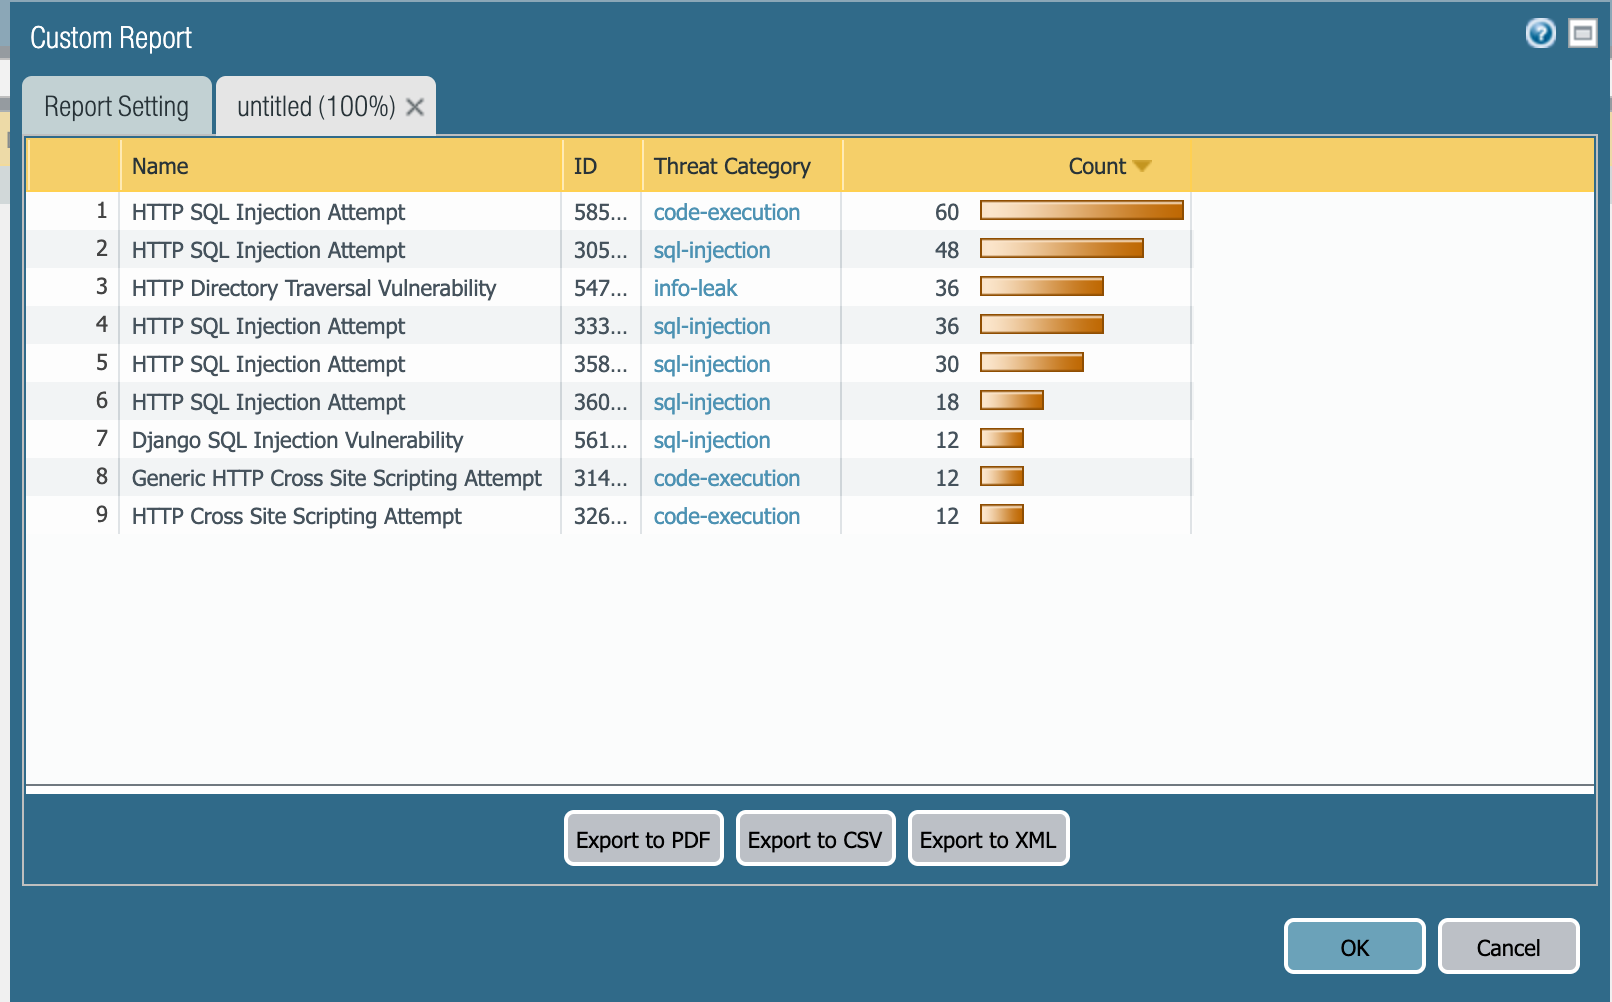 Custom Report
Report Setting untitled (100%)
Name ID Threat Category Count
1 HTTP SQL Injection Attempt 585... code-execution 60
2 HTTP SQL Injection Attempt 305... sql-injection 48
3 HTTP Directory Traversal Vulnerability 547... info-leak 36
4 HTTP SQL Injection Attempt 333... sql-injection 36
5 HTTP SQL Injection Attempt 358... sql-injection 30
6 HTTP SQL Injection Attempt 360... sql-injection 18
7 Django SQL Injection Vulnerability 561... sql-injection 12
8 Generic HTTP Cross Site Scripting Attempt 314... code-execution 12
9 HTTP Cross Site Scripting Attempt 326... code-execution 12
Export to PDF Export to CSV Export to XML
OK Cancel